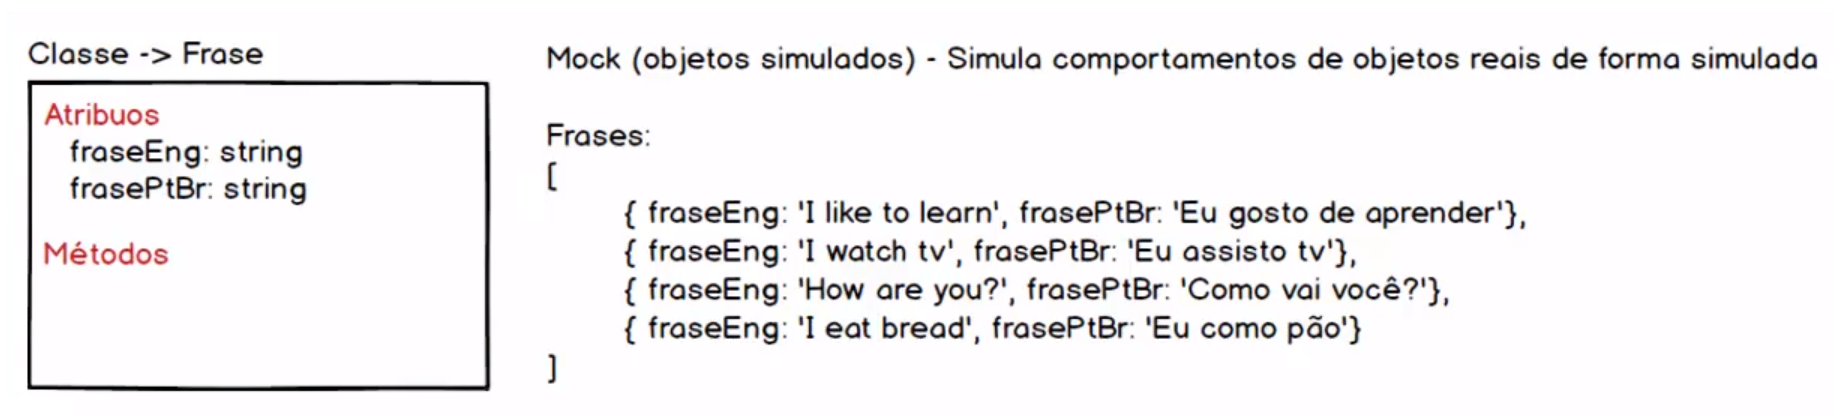 Classe -> Frase
Atribuos
fraseEng: string
frasePtBr: string
Métodos
Mock (objetos simulados) - Simula comportamentos de objetos reais de forma simulada
Frases:
[
{ fraseEng: 'I like to learn', frasePtBr: 'Eu gosto de aprender'},
{ fraseEng: 'I watch tv', frasePtBr: 'Eu assisto tv'},
{ fraseEng: 'How are you?', frasePtBr: 'Como vai você?'},
{ fraseEng: 'I eat bread', frasePtBr: 'Eu como pão'}
]